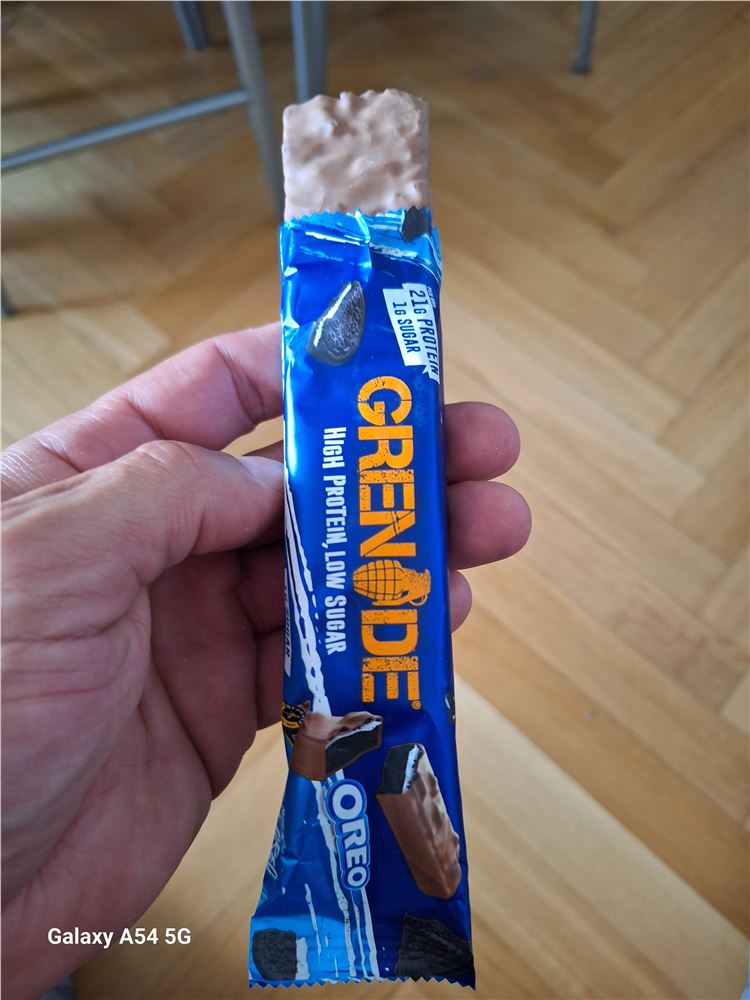 21g PROTEIN
1g SUGAR
GRENADE®
HIGH PROTEIN, LOW SUGAR
OREO
Galaxy A54 5G